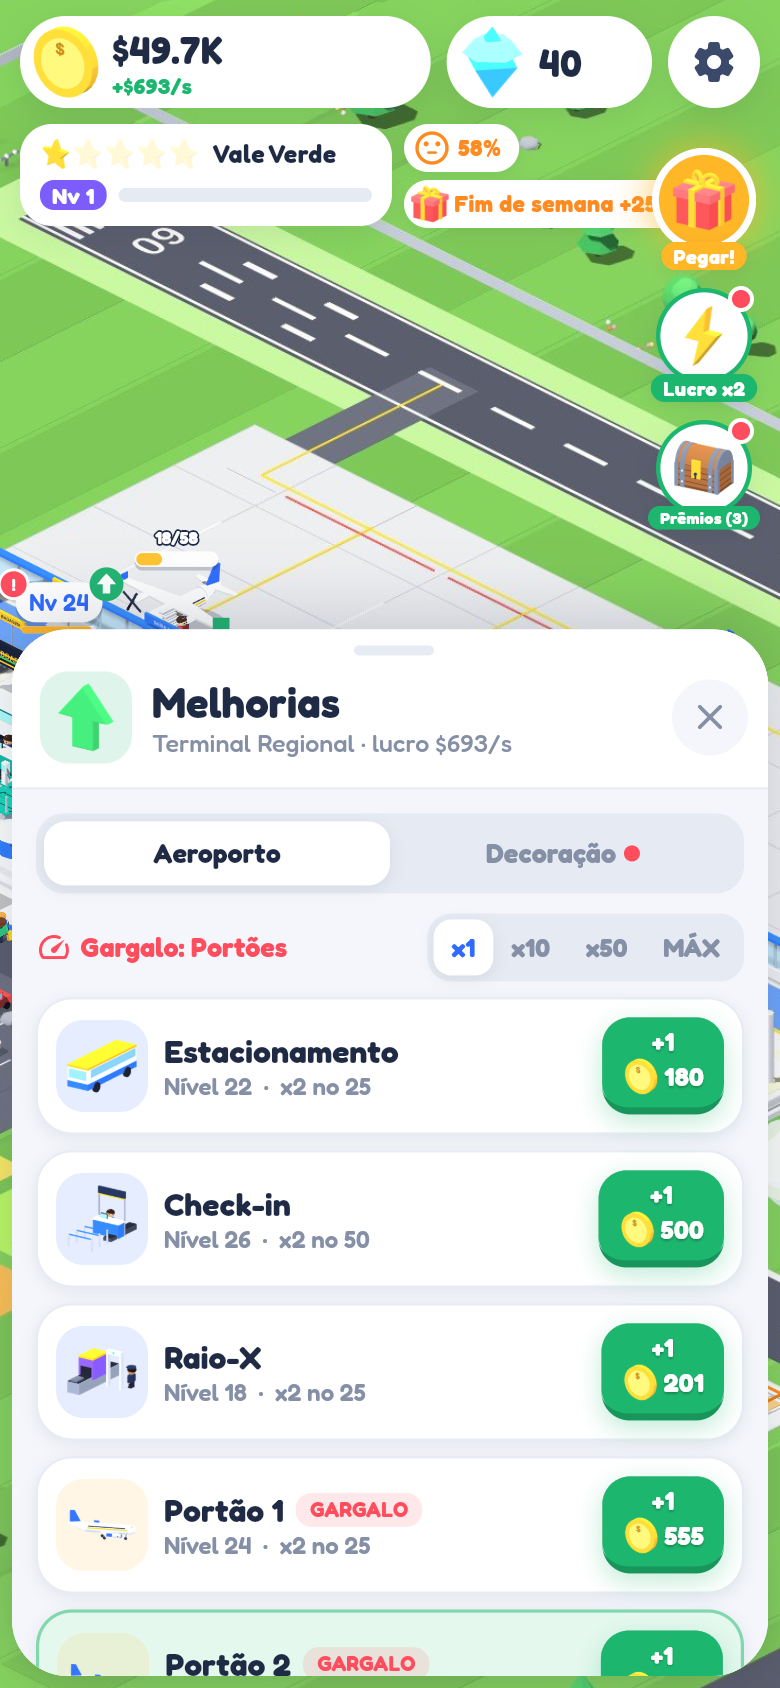 $49.7K
+$693/s
40
Vale Verde
Nv 1
58%
Fim de semana +25
Pegar!
09
Lucro x2
Prêmios (3)
18/58
Nv 24
Melhorias
Terminal Regional · lucro $693/s
Aeroporto
Decoração
Gargalo: Portões
x1
x10
x50
MÁX
Estacionamento
Nível 22 · x2 no 25
+1
180
Check-in
Nível 26 · x2 no 50
+1
500
Raio-X
Nível 18 · x2 no 25
+1
201
Portão 1
GARGALO
Nível 24 · x2 no 25
+1
555
Portão 2
GARGALO
+1